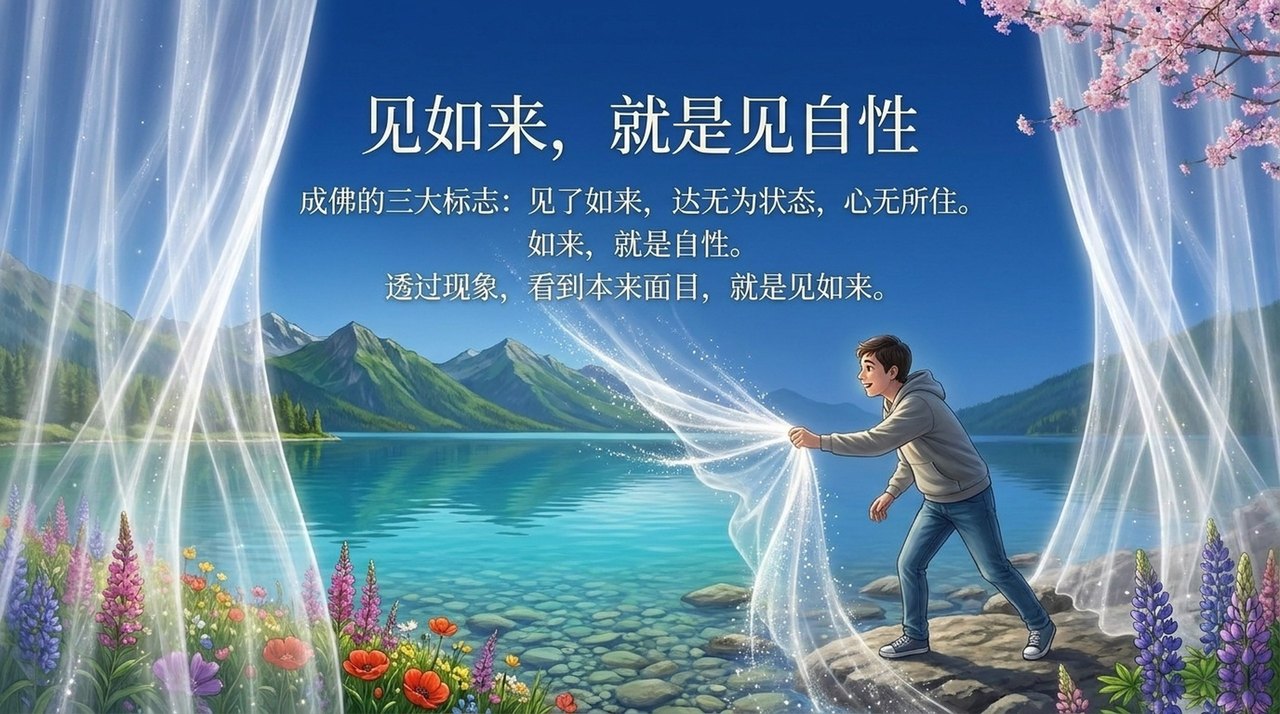 见如来，就是见自性
成佛的三大标志：见了如来，达无为状态，心无所住。
如来，就是自性。
透过现象，看到本来面目，就是见如来。